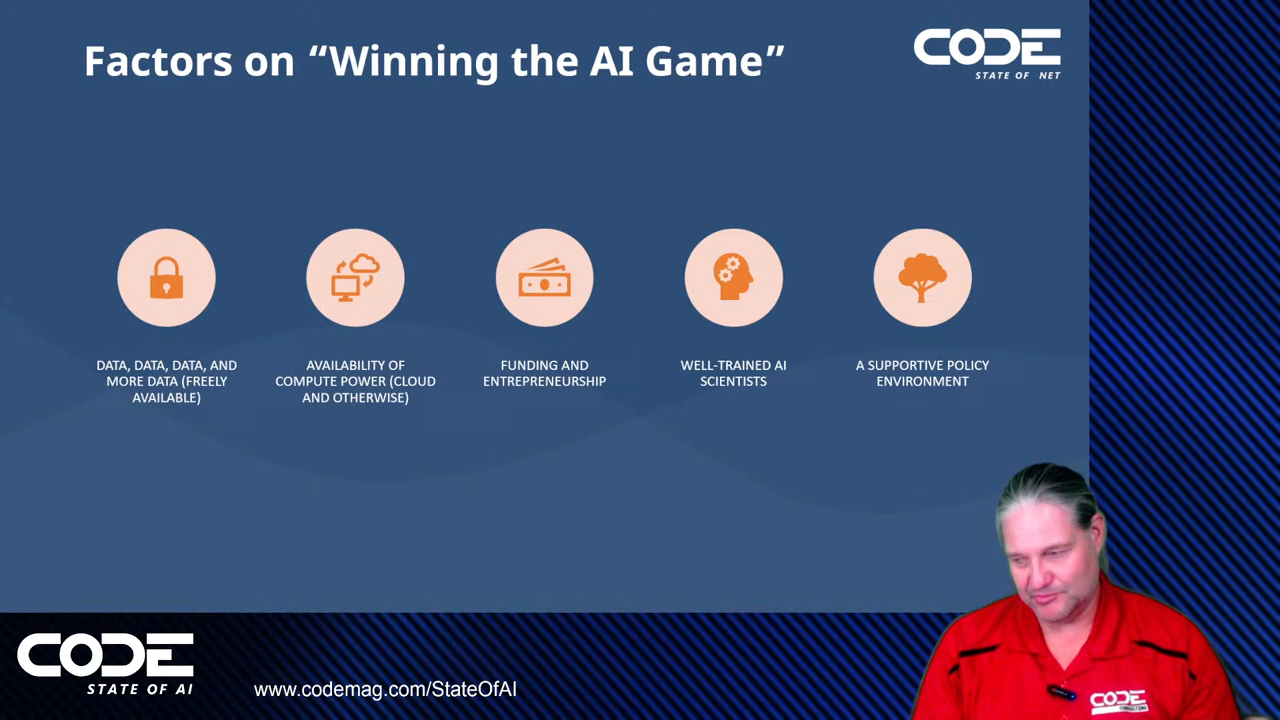 Factors on “Winning the AI Game”
CODE
STATE OF NET
DATA, DATA, DATA, AND
MORE DATA (FREELY
AVAILABLE)
AVAILABILITY OF
COMPUTE POWER (CLOUD
AND OTHERWISE)
FUNDING AND
ENTREPRENEURSHIP
WELL-TRAINED AI
SCIENTISTS
A SUPPORTIVE POLICY
ENVIRONMENT
CODE
STATE OF AI
www.codemag.com/StateOfAI
CODE
CONSULTING